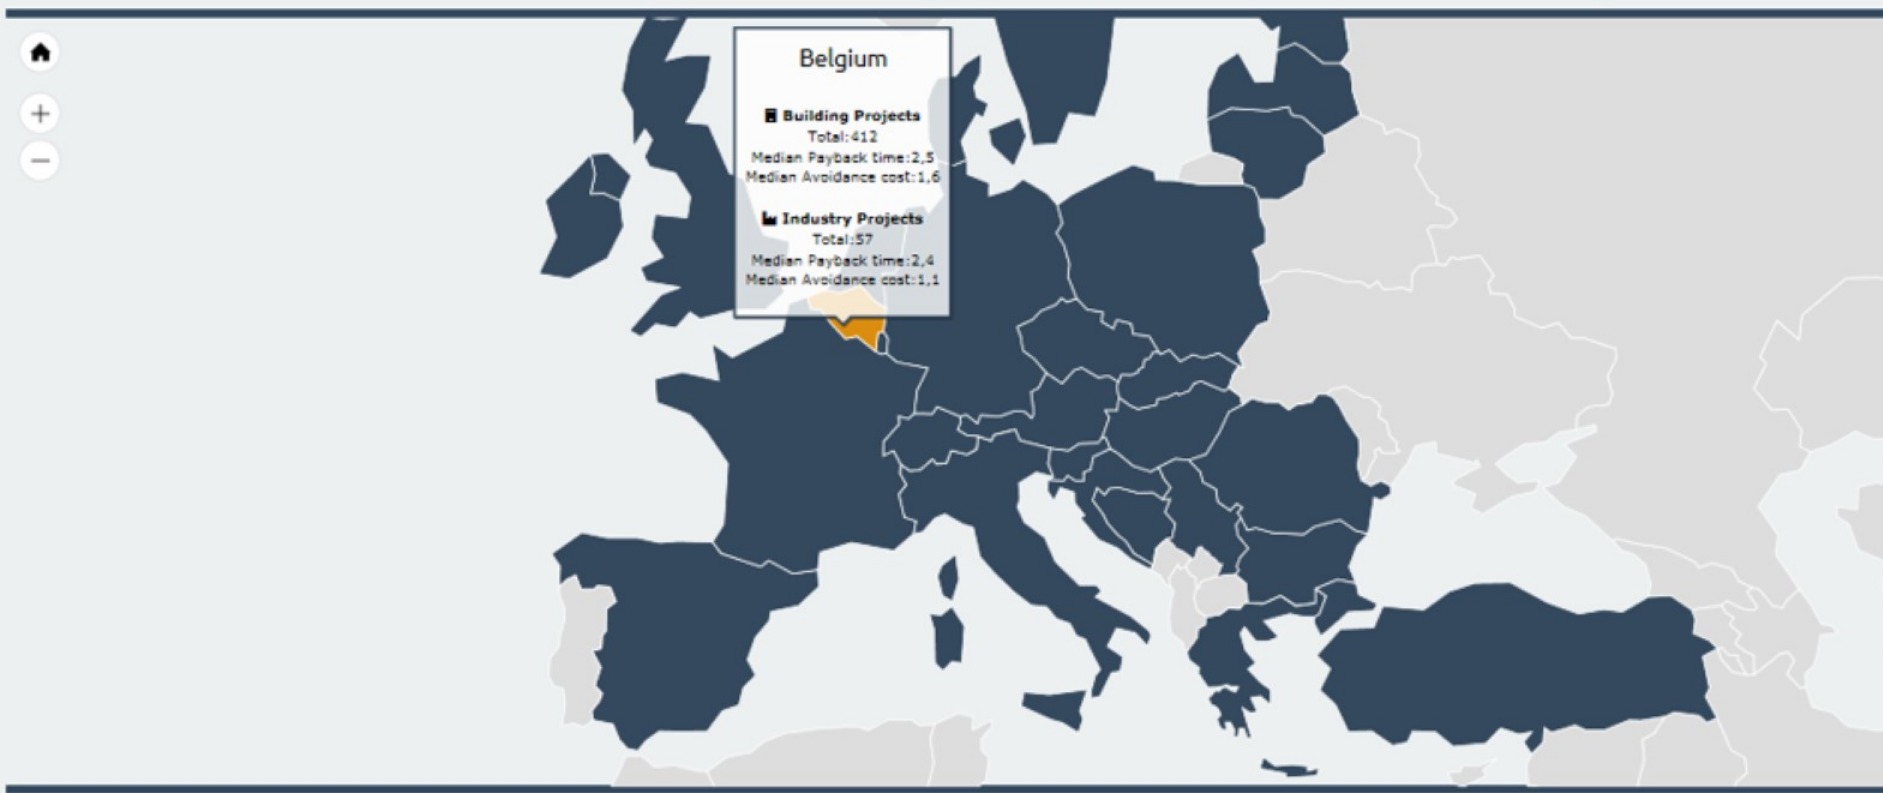 Belgium
Building Projects
Total:412
Median Payback time:2,5
Median Avoidance cost:1,6
Industry Projects
Total:57
Median Payback time:2,4
Median Avoidance cost:1,1